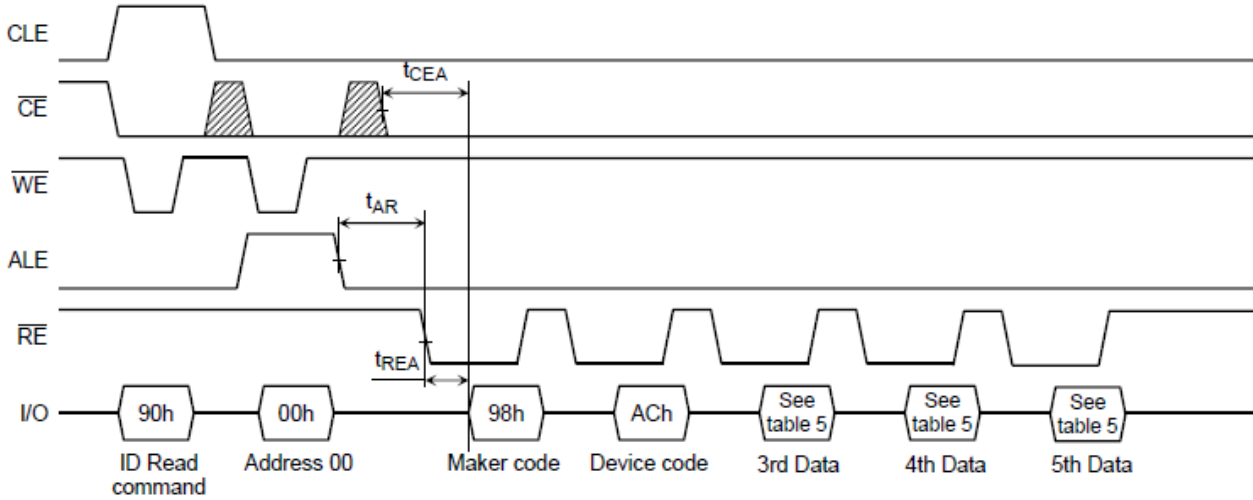 CLE
tCEA
CE
WE
tAR
ALE
RE
tREA
I/O
90h
00h
98h
ACh
See
table 5
See
table 5
See
table 5
ID Read
command
Address 00
Maker code
Device code
3rd Data
4th Data
5th Data